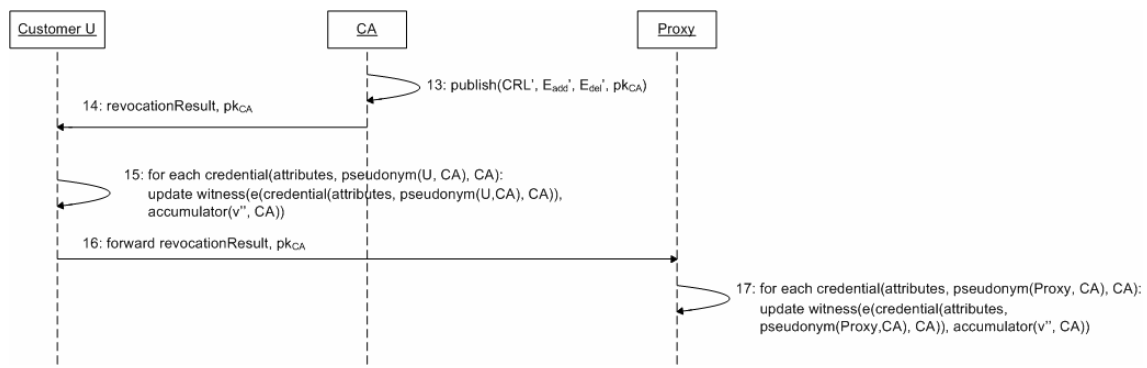 Customer U
CA
Proxy
13: publish(CRL', Eadd', Edel', pkCA)
14: revocationResult, pkCA
15: for each credential(attributes, pseudonym(U, CA), CA):
update witness(e(credential(attributes, pseudonym(U,CA), CA)),
accumulator(v'', CA))
16: forward revocationResult, pkCA
17: for each credential(attributes, pseudonym(Proxy, CA), CA):
update witness(e(credential(attributes,
pseudonym(Proxy,CA), CA)), accumulator(v'', CA))